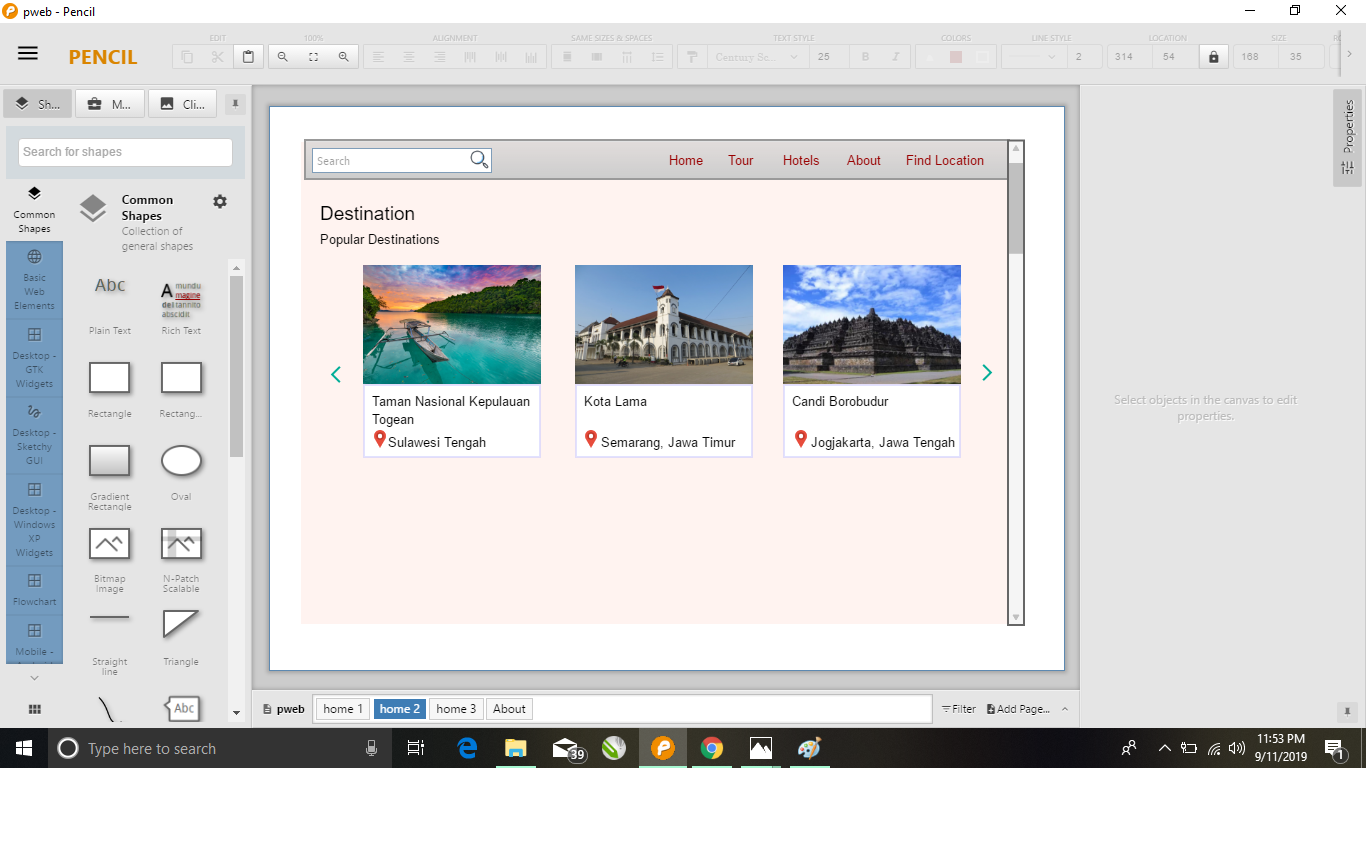 pweb - Pencil
PENCIL
EDIT
100%
ALIGNMENT
SAME SIZES & SPACES
TEXT STYLE
COLORS
LINE STYLE
LOCATION
SIZE
Century Sc...
25
B
I
2
314
54
168
35
Sh...
M...
Cli...
Search for shapes
Common
Shapes
Basic
Web
Elements
Desktop -
GTK
Widgets
Desktop -
Sketchy
GUI
Desktop -
Windows
XP
Widgets
Flowchart
Mobile -
Common
Shapes
Collection of
general shapes
Abc
Plain Text
A mundu
magine
del tannito
abscidit
Rich Text
Rectangle
Rectang...
Gradient
Rectangle
Oval
Bitmap
Image
N-Patch
Scalable
Straight
line
Triangle
Abc
Search
Home
Tour
Hotels
About
Find Location
Destination
Popular Destinations
Taman Nasional Kepulauan
Togean
Sulawesi Tengah
Kota Lama
Semarang, Jawa Timur
Candi Borobudur
Jogjakarta, Jawa Tengah
Properties
Select objects in the canvas to edit
properties.
pweb
home 1
home 2
home 3
About
Filter
Add Page...
Type here to search
39
11:53 PM
9/11/2019
1